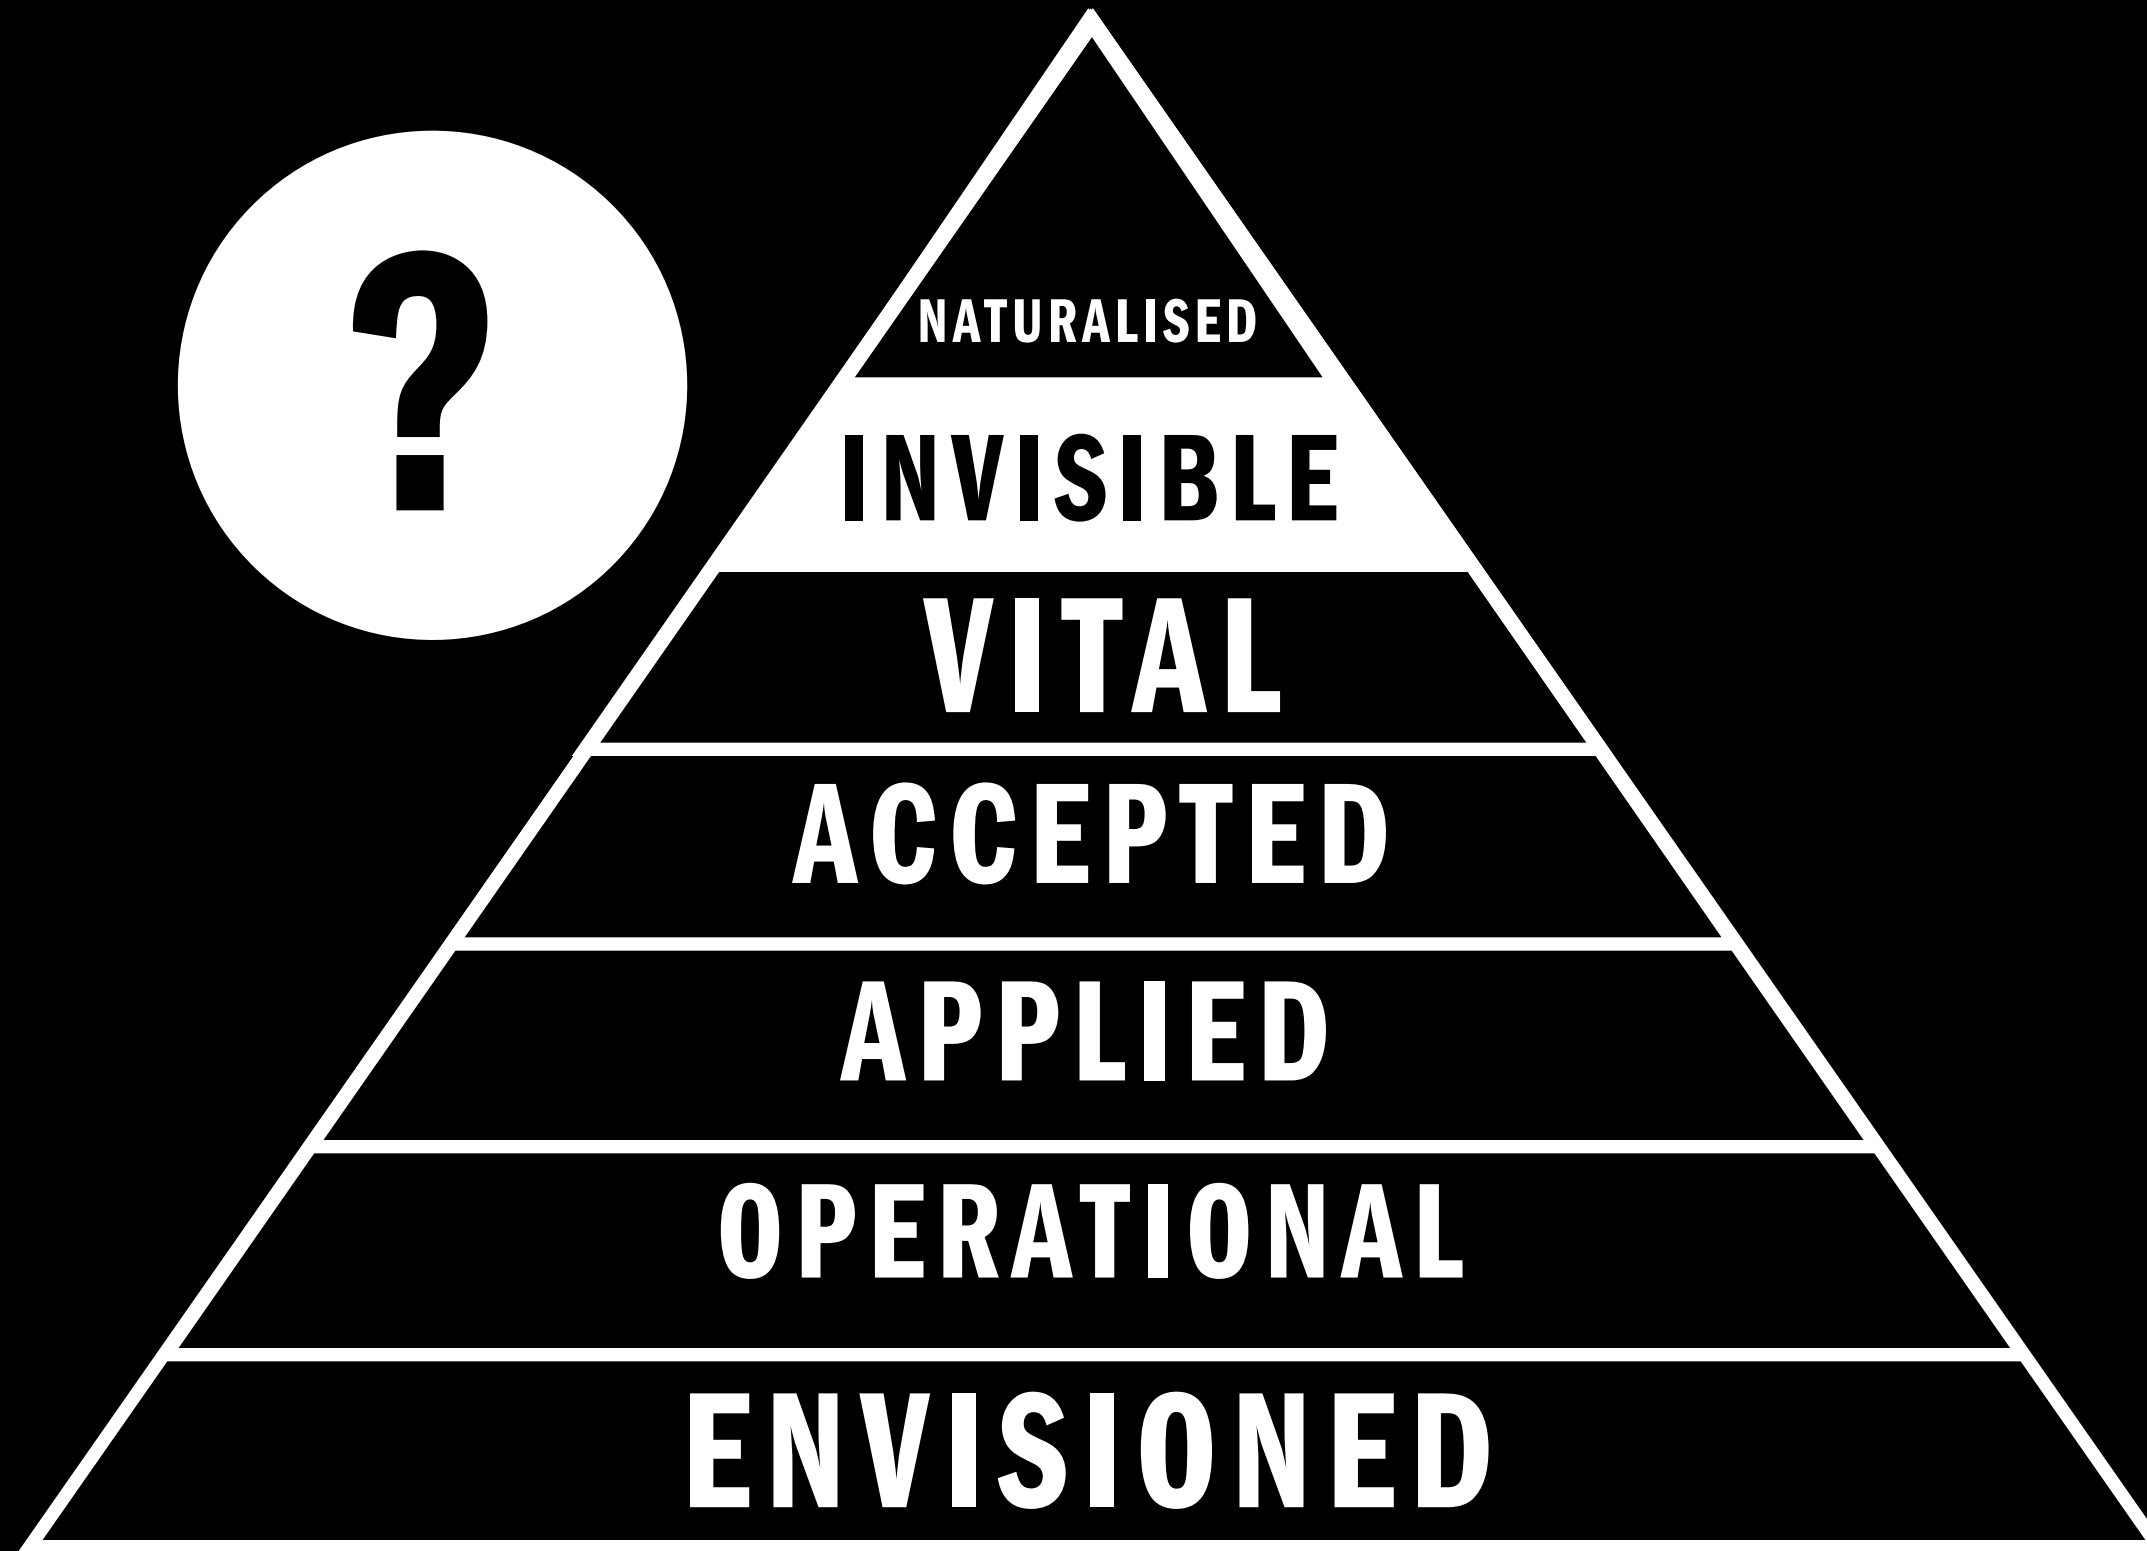 ?
NATURALISED
INVISIBLE
VITAL
ACCEPTED
APPLIED
OPERATIONAL
ENVISIONED